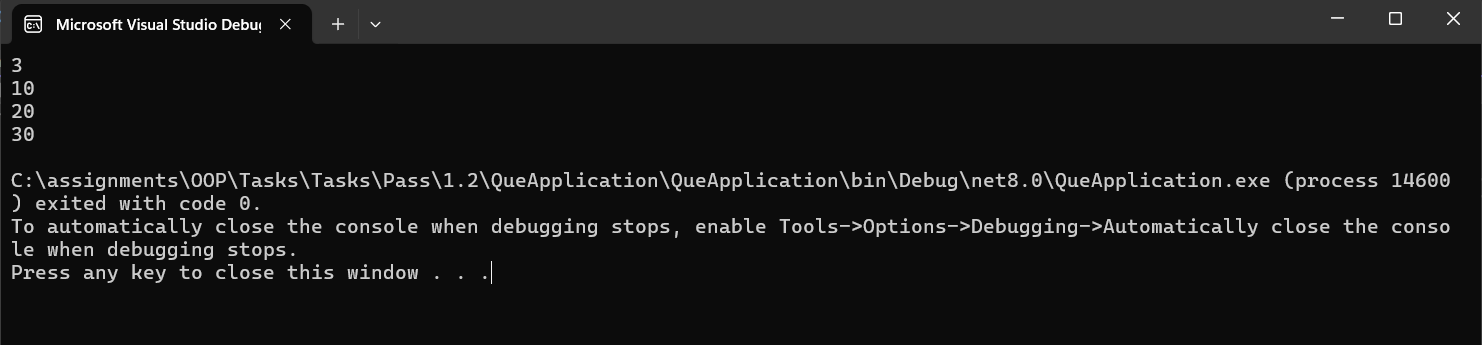 Microsoft Visual Studio Debug
3
10
20
30
C:\assignments\OOP\Tasks\Tasks\Pass\1.2\QueApplication\QueApplication\bin\Debug\net8.0\QueApplication.exe (process 14600
) exited with code 0.
To automatically close the console when debugging stops, enable Tools->Options->Debugging->Automatically close the conso
le when debugging stops.
Press any key to close this window . . .